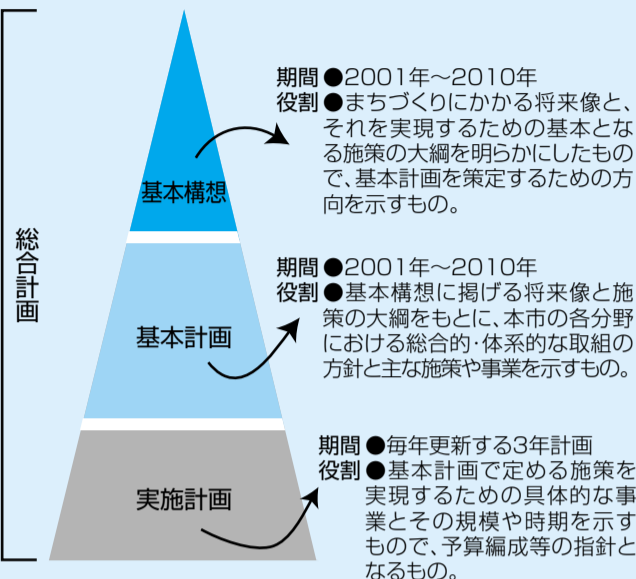 総合計画
基本構想
期間●2001年～2010年
役割●まちづくりにかかる将来像と、
それを実現するための基本とな
る施策の大綱を明らかにしたもの
で、基本計画を策定するための方
向を示すもの。
基本計画
期間●2001年～2010年
役割●基本構想に掲げる将来像と施
策の大綱をもとに、本市の各分野
における総合的・体系的な取組の
方針と主な施策や事業を示すもの。
実施計画
期間●毎年更新する3年計画
役割●基本計画で定める施策を
実現するための具体的な事
業とその規模や時期を示す
もので、予算編成等の指針と
なるもの。